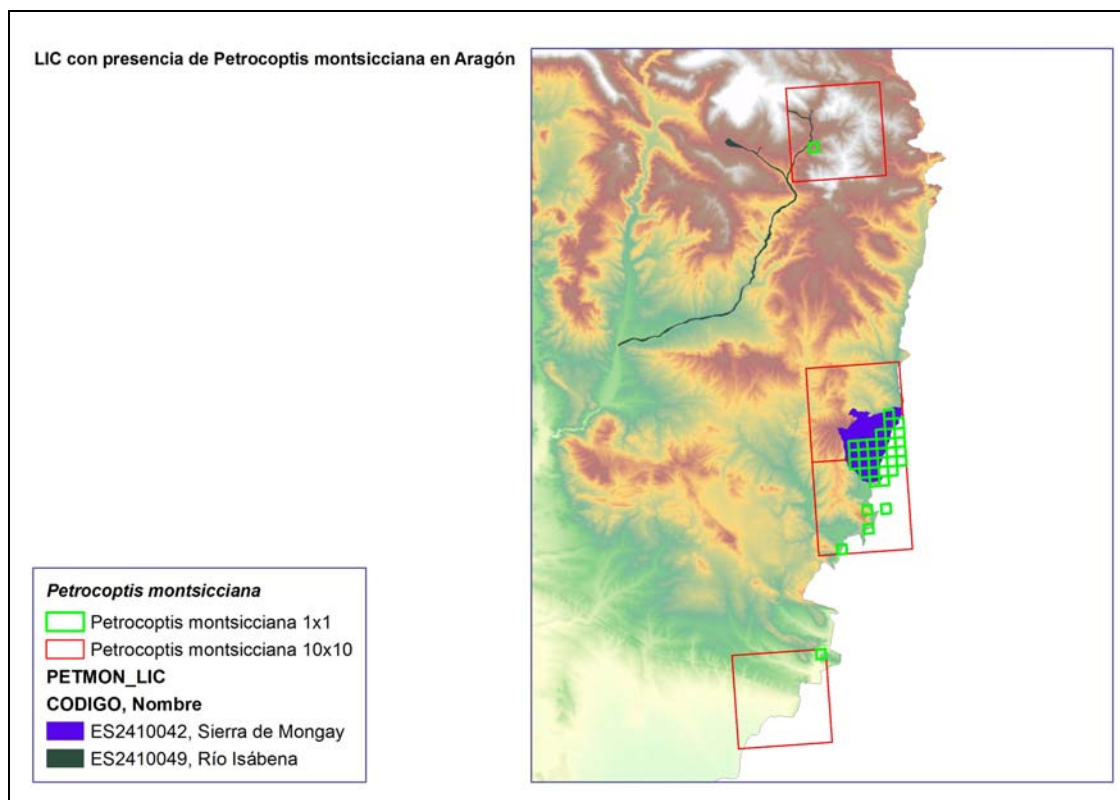 LIC con presencia de Petrocoptis montsicciana en Aragón
Petrocoptis montsicciana
Petrocoptis montsicciana 1x1
Petrocoptis montsicciana 10x10
PETMON_LIC
CODIGO, Nombre
ES2410042, Sierra de Mongay
ES2410049, Río Isábena